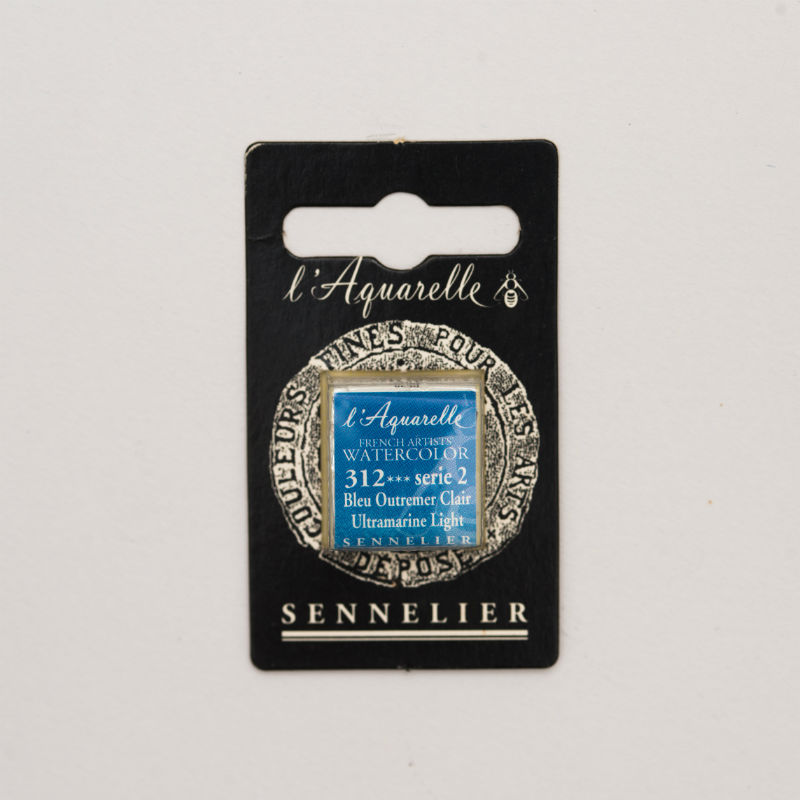 l'Aquarelle
COULEURS FINES POUR LES ARTS
DÉPOSÉ
l'Aquarelle
FRENCH ARTISTS'
WATERCOLOR
312*** serie 2
Bleu Outremer Clair
Ultramarine Light
SENNELIER
SENNELIER